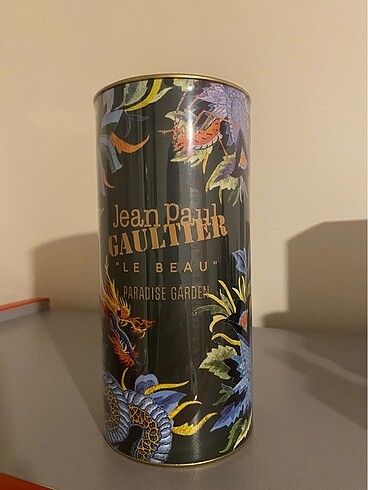 Jean Paul
GAULTIER
"LE BEAU"
PARADISE GARDEN